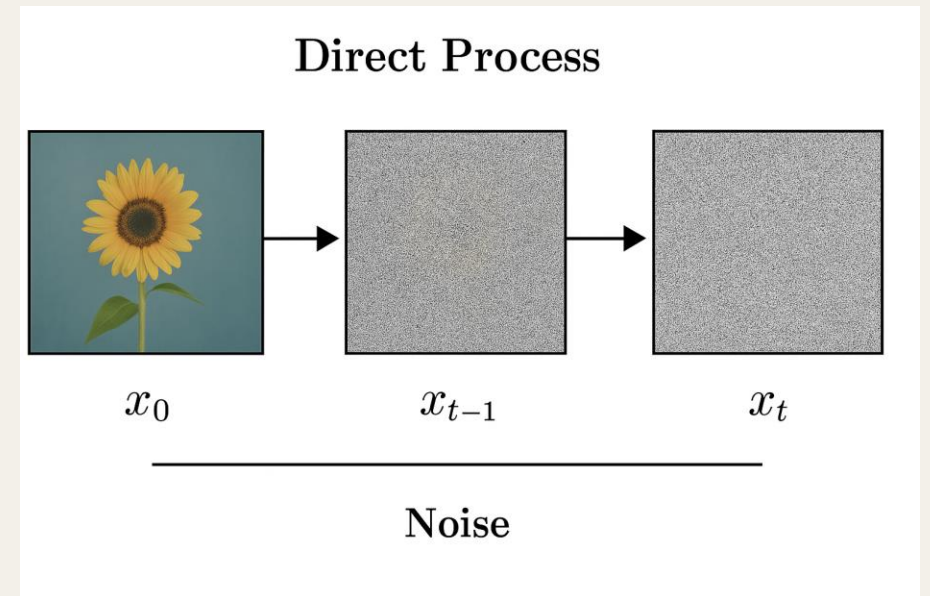 Direct Process
x₀ xₜ₋₁ xₜ
Noise